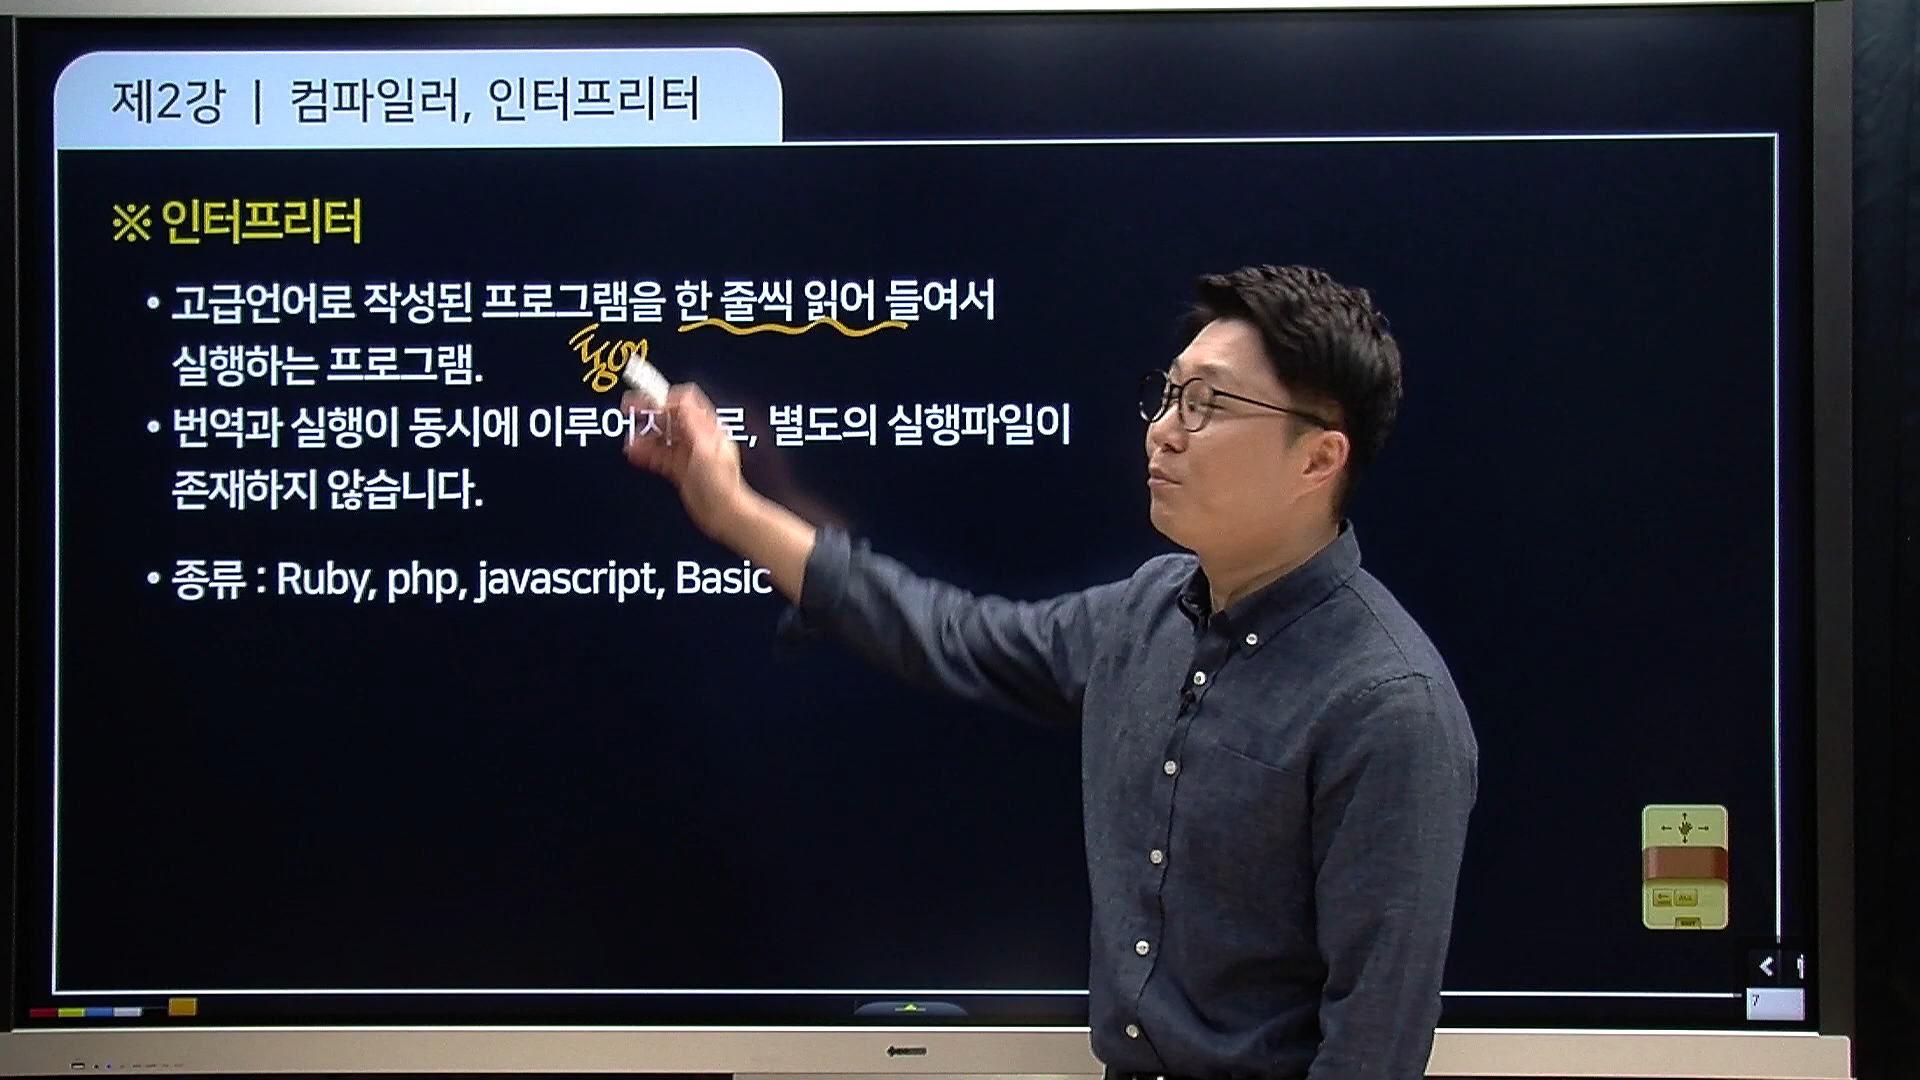 제2강 | 컴파일러, 인터프리터
※ 인터프리터
• 고급언어로 작성된 프로그램을 한 줄씩 읽어 들여서
실행하는 프로그램.
• 번역과 실행이 동시에 이루어지 로, 별도의 실행파일이
존재하지 않습니다.
• 종류 : Ruby, php, javascript, Basic
7